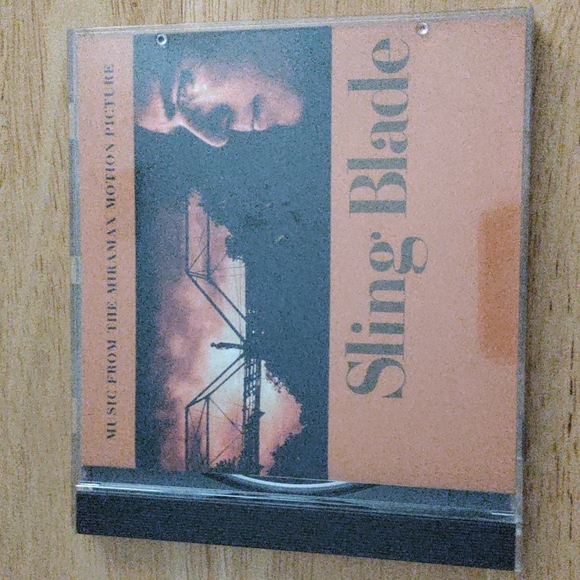 MUSIC FROM THE MIRAMAX MOTION PICTURE
Sling Blade